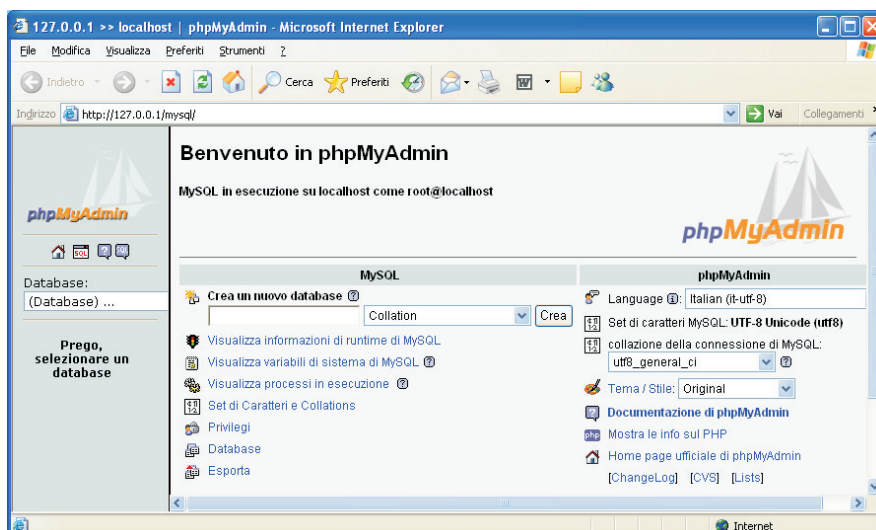 127.0.0.1 >> localhost | phpMyAdmin - Microsoft Internet Explorer
File Modifica Visualizza Preferiti Strumenti ?
Indietro Cerca Preferiti
Indirizzo http://127.0.0.1/mysql/ Vai Collegamenti
phpMyAdmin
SQL
Database:
(Database) ...
Prego,
selezionare un
database
Benvenuto in phpMyAdmin
MySQL in esecuzione su localhost come root@localhost
phpMyAdmin
MySQL
Crea un nuovo database
Collation Crea
Visualizza informazioni di runtime di MySQL
Visualizza variabili di sistema di MySQL
Visualizza processi in esecuzione
Set di Caratteri e Collations
Privilegi
Database
Esporta
phpMyAdmin
Language : Italian (it-utf-8)
Set di caratteri MySQL: UTF-8 Unicode (utf8)
collazione della connessione di MySQL:
utf8_general_ci
Tema / Stile: Original
Documentazione di phpMyAdmin
php Mostra le info sul PHP
Home page ufficiale di phpMyAdmin
[ChangeLog] [CVS] [Lists]
Internet